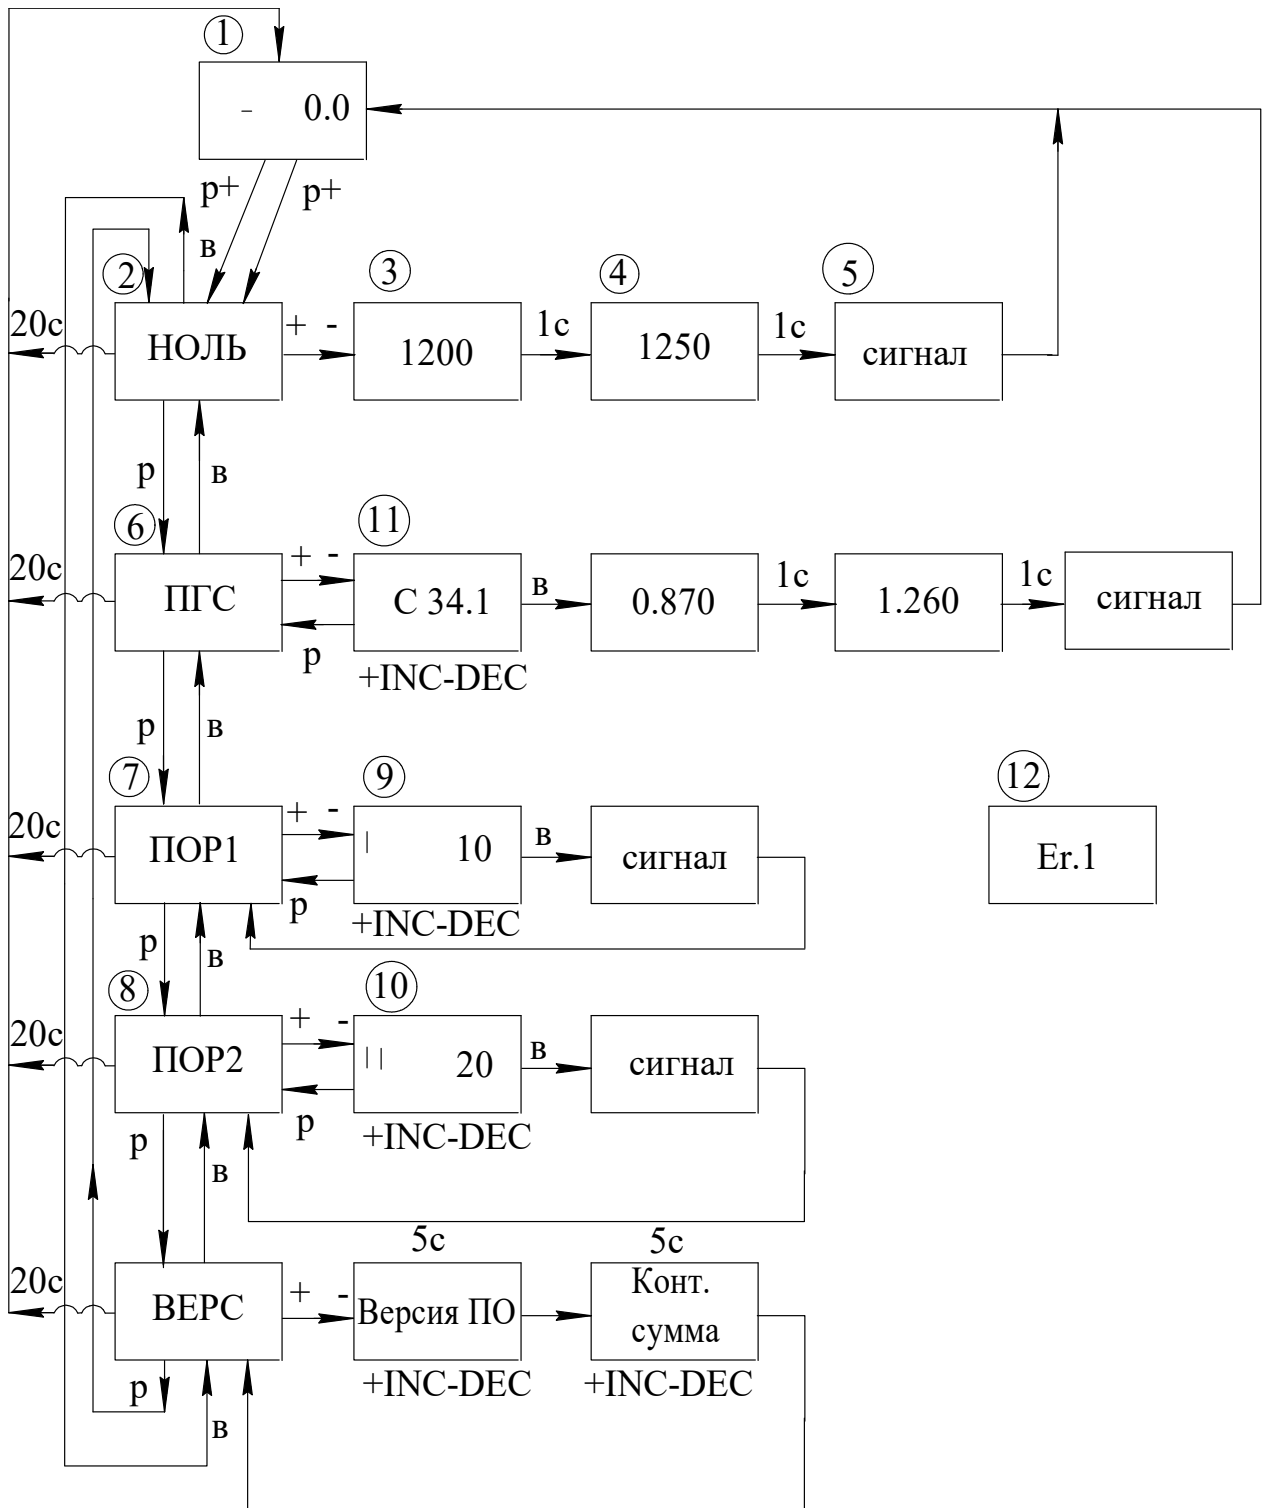 1
- 0.0
р+ р+
в
2 3 4 5
20с НОЛЬ + - 1200 1с 1250 1с сигнал
р в
6 11
20с ПГС + - С 34.1 в 0.870 1с 1.260 1с сигнал
р
+INC-DEC
р в
7 9 12
20с ПОР1 + - | 10 в сигнал Er.1
р
+INC-DEC
р в
8 10
20с ПОР2 + - | | 20 в сигнал
р
+INC-DEC
р в
5с 5с
20с ВЕРС + - Версия ПО Конт.
сумма
+INC-DEC +INC-DEC
р в